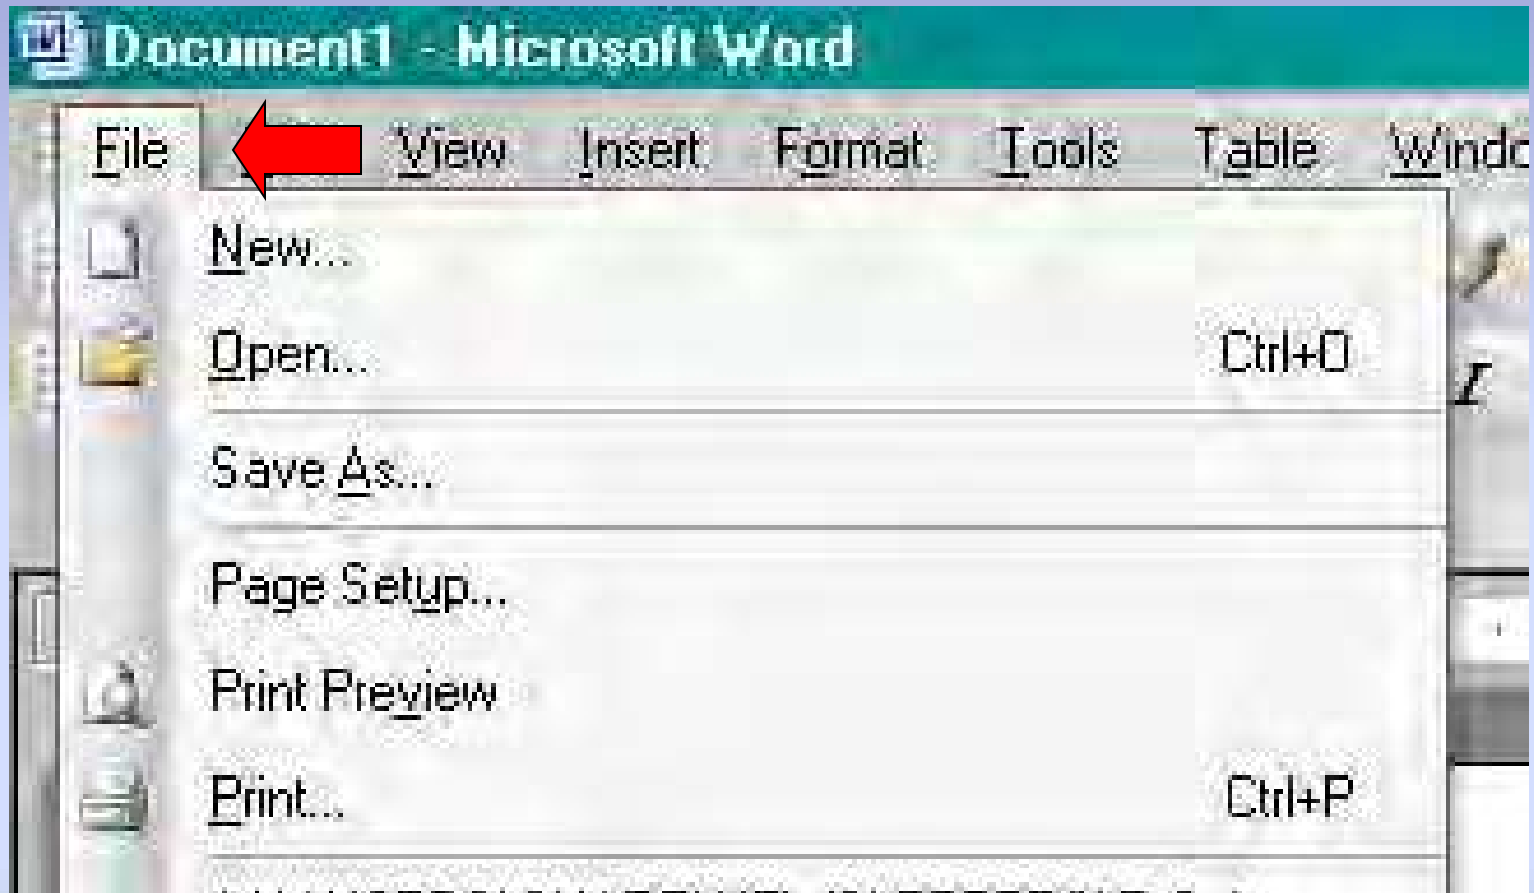 Document1 - Microsoft Word
File View Insert Format Tools Table Windo
New...
Open... Ctrl+O
Save As...
Page Setup...
Print Preview
Print... Ctrl+P